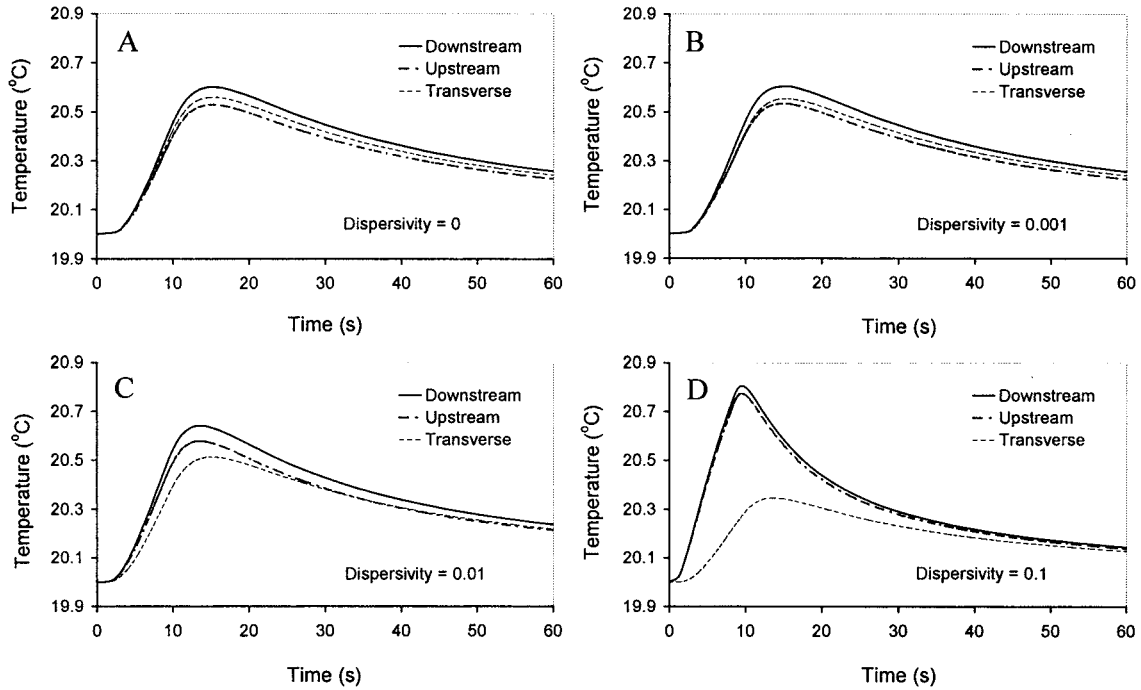 A
Downstream
Upstream
Transverse
Dispersivity = 0
Temperature (°C)
20.9
20.7
20.5
20.3
20.1
19.9
0 10 20 30 40 50 60
Time (s)
B
Downstream
Upstream
Transverse
Dispersivity = 0.001
Temperature (°C)
20.9
20.7
20.5
20.3
20.1
19.9
0 10 20 30 40 50 60
Time (s)
C
Downstream
Upstream
Transverse
Dispersivity = 0.01
Temperature (°C)
20.9
20.7
20.5
20.3
20.1
19.9
0 10 20 30 40 50 60
Time (s)
D
Downstream
Upstream
Transverse
Dispersivity = 0.1
Temperature (°C)
20.9
20.7
20.5
20.3
20.1
19.9
0 10 20 30 40 50 60
Time (s)